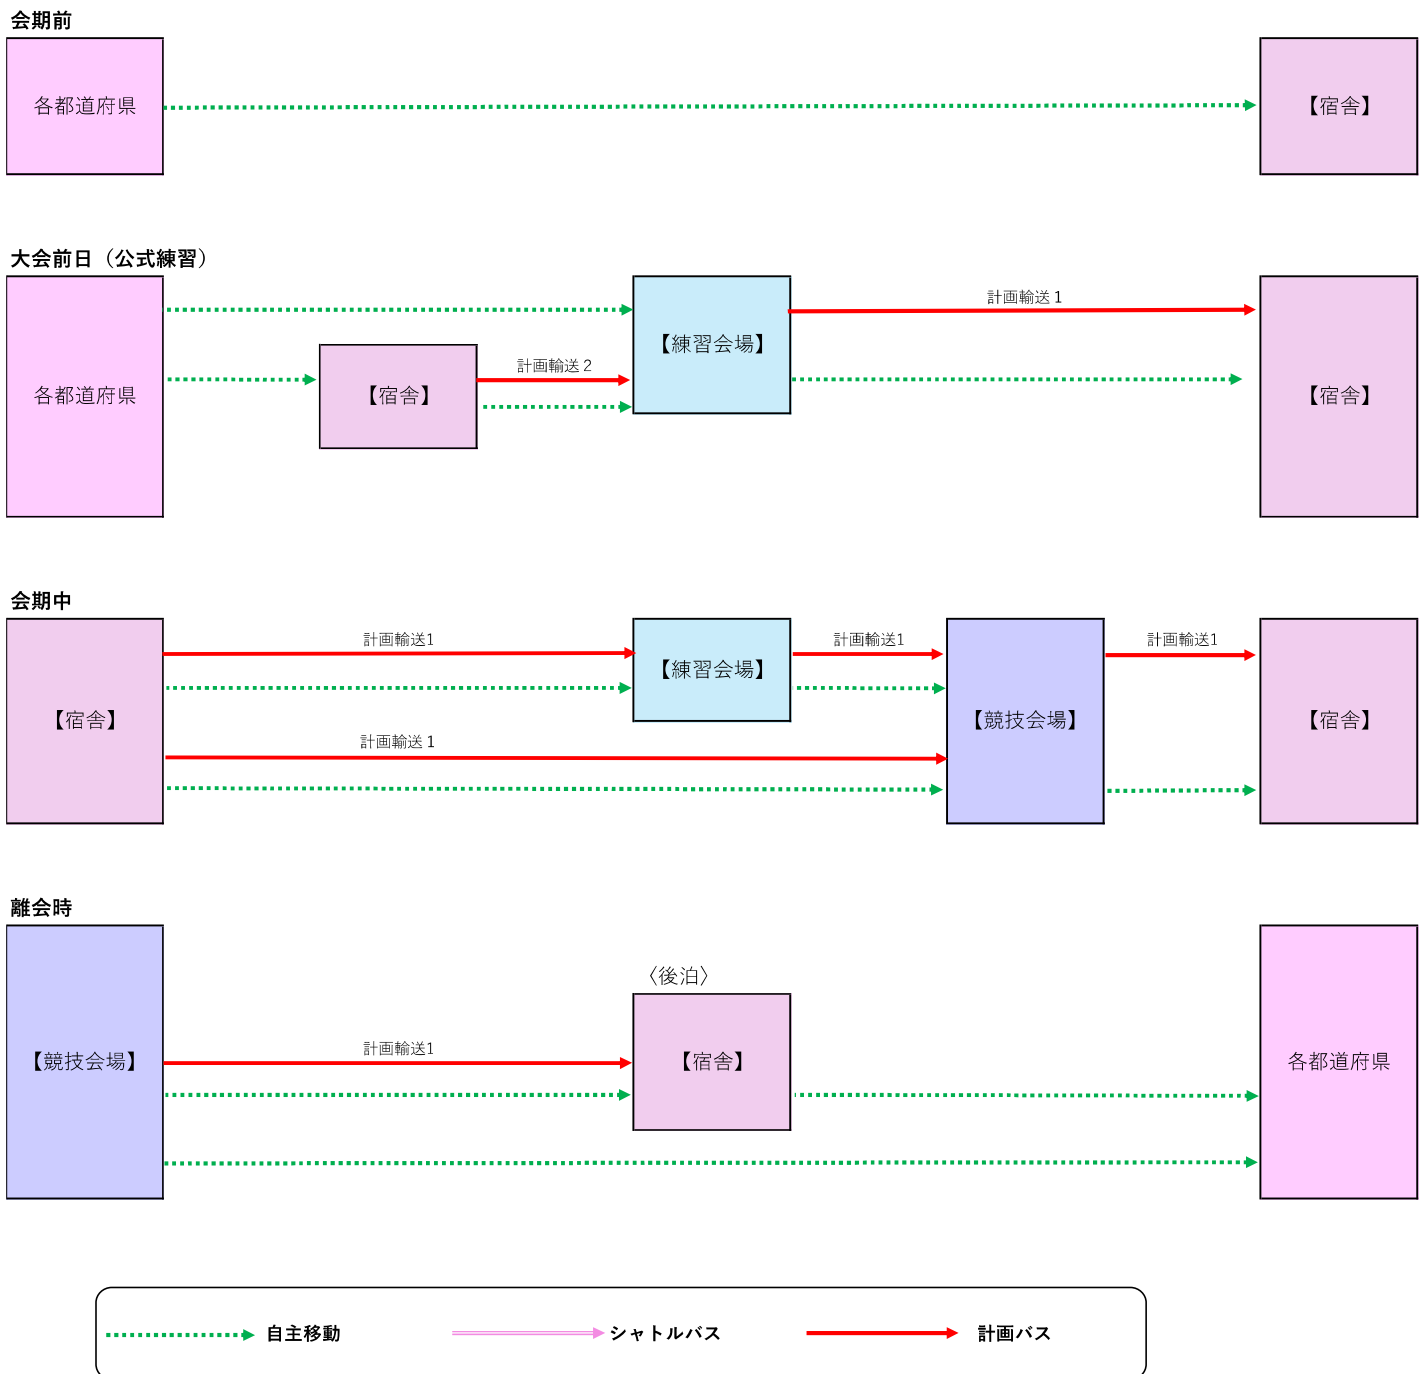 会期前
各都道府県
【宿舎】
大会前日（公式練習）
計画輸送１
【練習会場】
計画輸送２
各都道府県
【宿舎】
【宿舎】
会期中
計画輸送1
計画輸送1
計画輸送1
【練習会場】
【宿舎】
【競技会場】
【宿舎】
計画輸送１
離会時
〈後泊〉
計画輸送1
【競技会場】
【宿舎】
各都道府県
自主移動
シャトルバス
計画バス